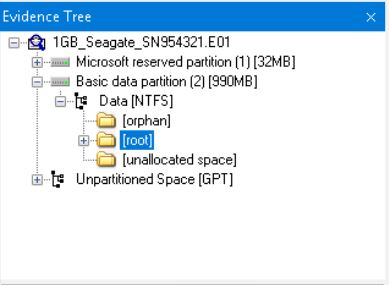 Evidence Tree
1GB_Seagate_SN954321.E01
Microsoft reserved partition (1) [32MB]
Basic data partition (2) [990MB]
Data [NTFS]
[orphan]
[root]
[unallocated space]
Unpartitioned Space [GPT]